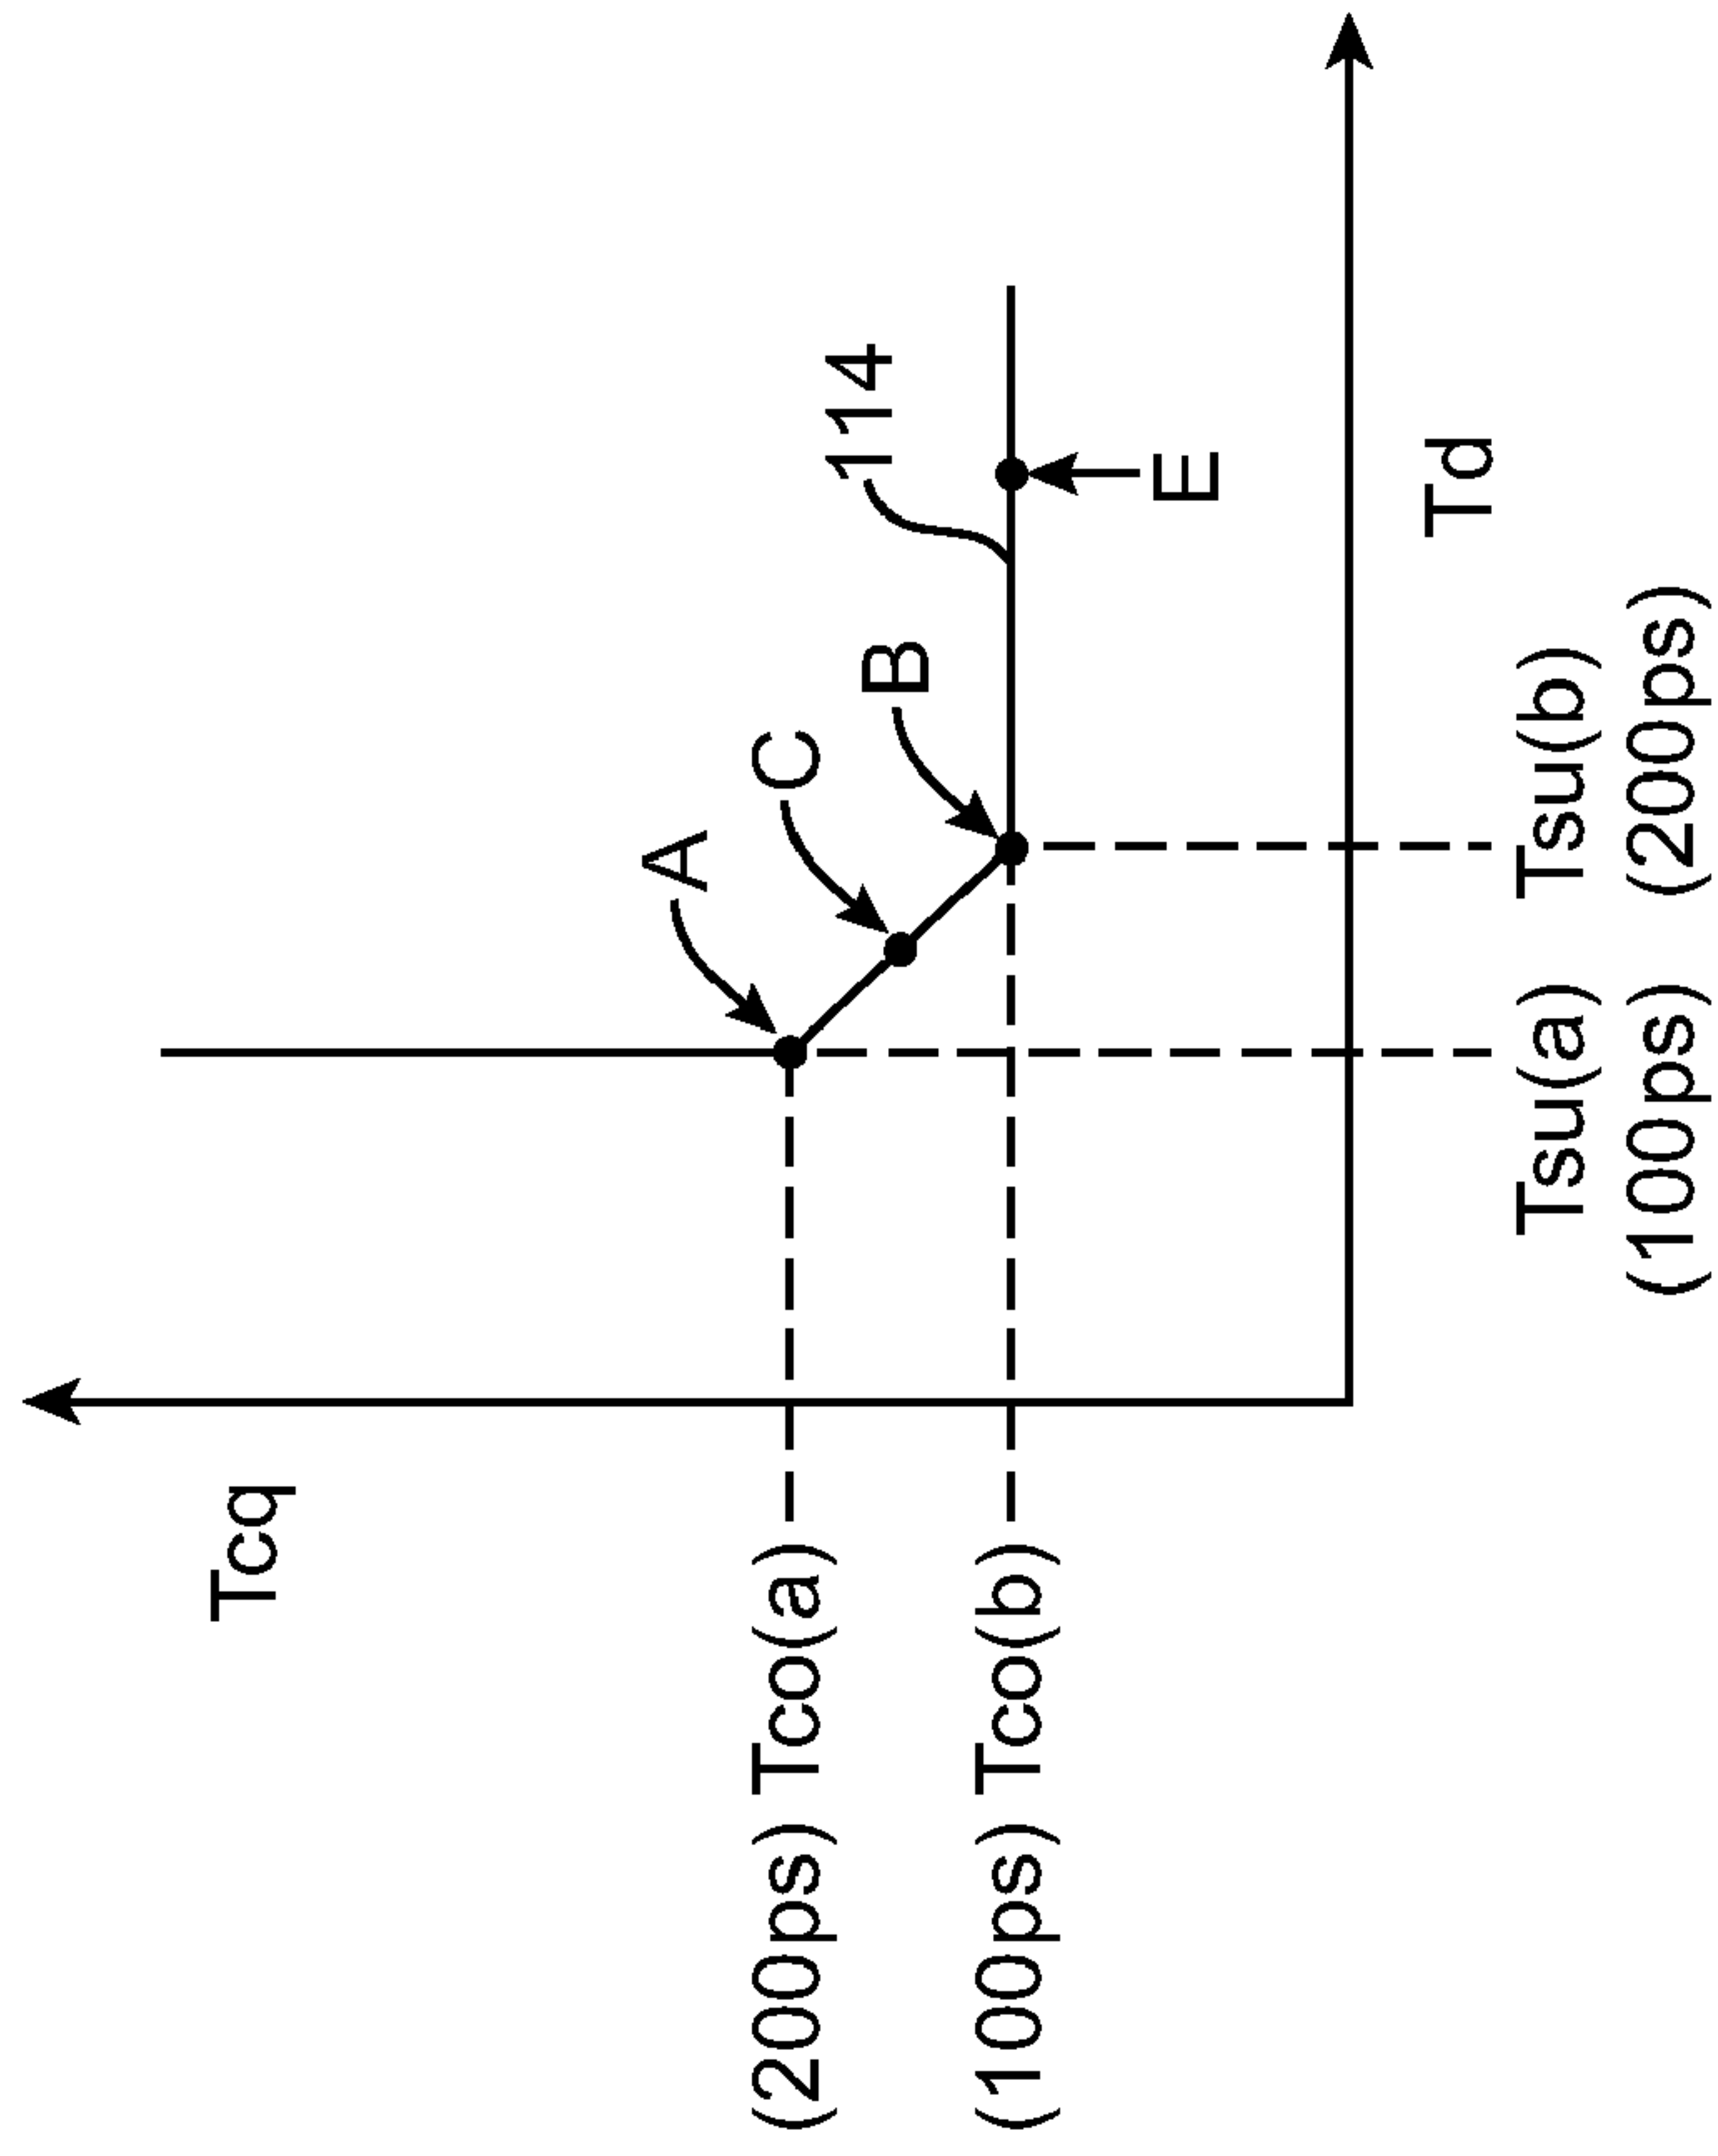 Tcq
A
C
(200ps) Tco(a)
114
B
(100ps) Tco(b)
E
Td
Tsu(a) Tsu(b)
(100ps) (200ps)